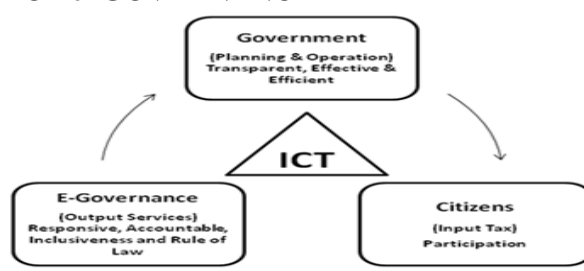 Government
(Planning & Operation)
Transparent, Effective &
Efficient
ICT
E-Governance
(Output Services)
Responsive, Accountable,
Inclusiveness and Rule of
Law
Citizens
(Input Tax)
Participation